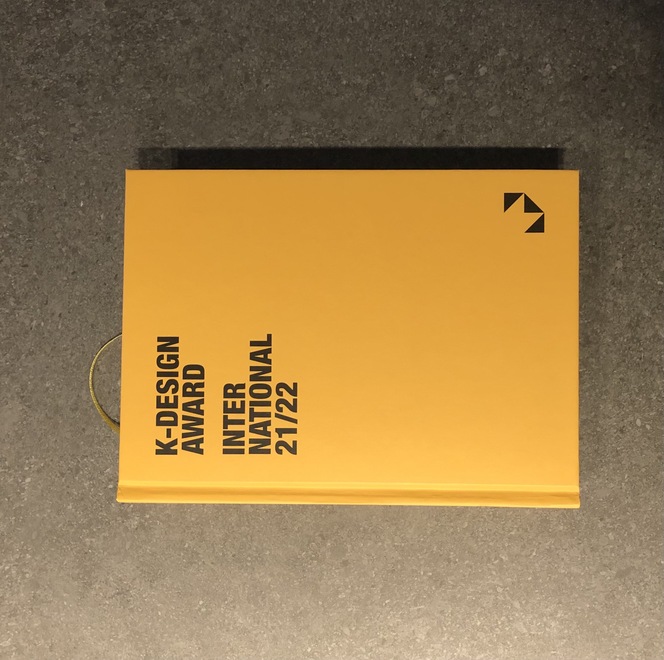 K-DESIGN
AWARD
INTER
NATIONAL
21/22